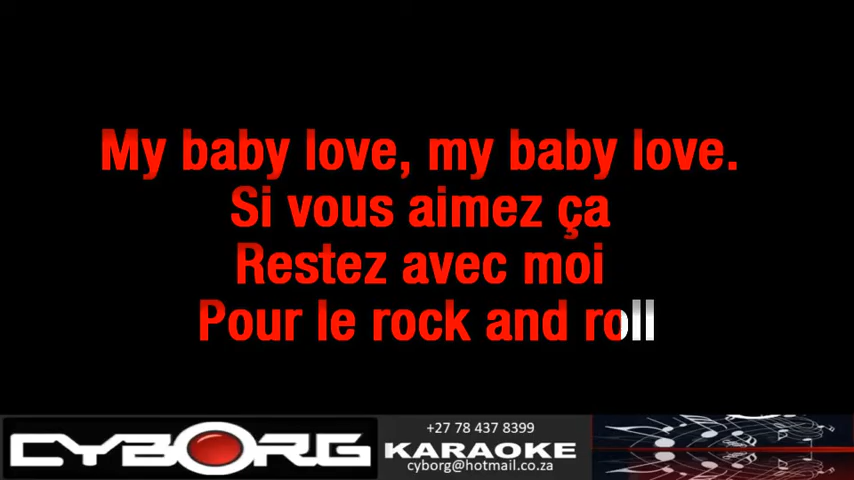 My baby love, my baby love.
Si vous aimez ça
Restez avec moi
Pour le rock and roll
CYBORG
+27 78 437 8399
KARAOKE
cyborg@hotmail.co.za